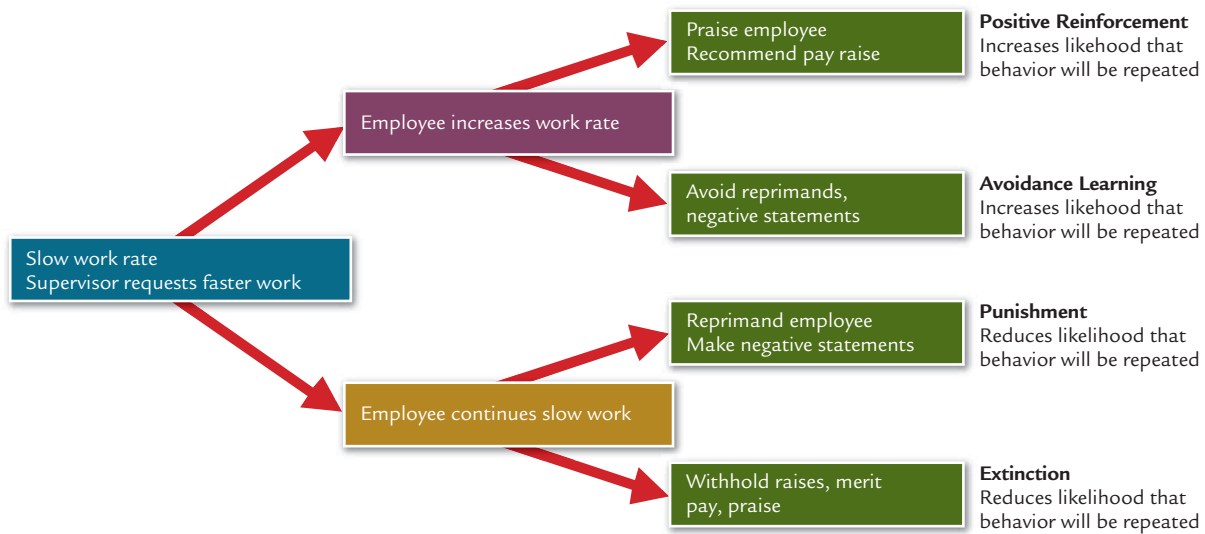 Praise employee
Recommend pay raise
Positive Reinforcement
Increases likehood that
behavior will be repeated
Employee increases work rate
Avoid reprimands,
negative statements
Avoidance Learning
Increases likehood that
behavior will be repeated
Slow work rate
Supervisor requests faster work
Reprimand employee
Make negative statements
Punishment
Reduces likelihood that
behavior will be repeated
Employee continues slow work
Withhold raises, merit
pay, praise
Extinction
Reduces likelihood that
behavior will be repeated